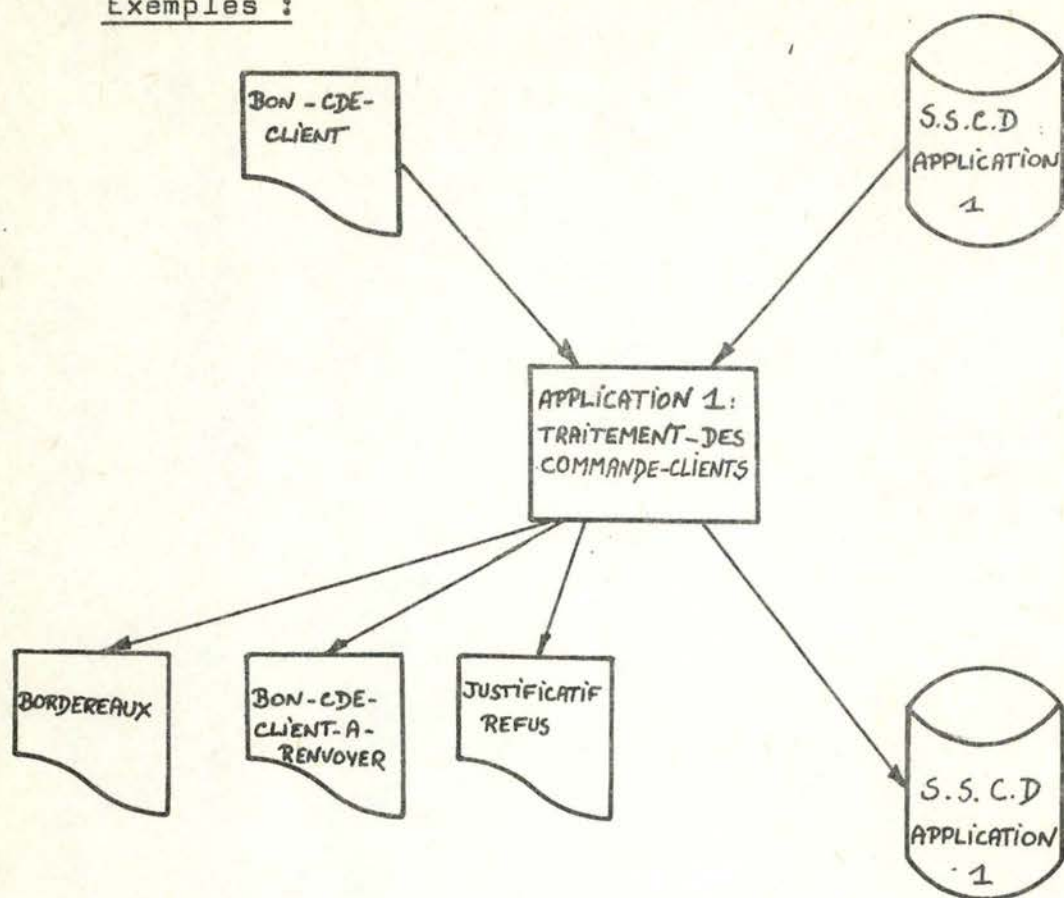 Exemples :
BON-CDE-
CLIENT
S.S.C.D
APPLICATION
1
APPLICATION 1:
TRAITEMENT-DES
COMMANDE-CLIENTS
BORDEREAUX
BON-CDE-
CLIENT-A-
RENVOYER
JUSTIFICATIF
REFUS
S.S.C.D
APPLICATION
1